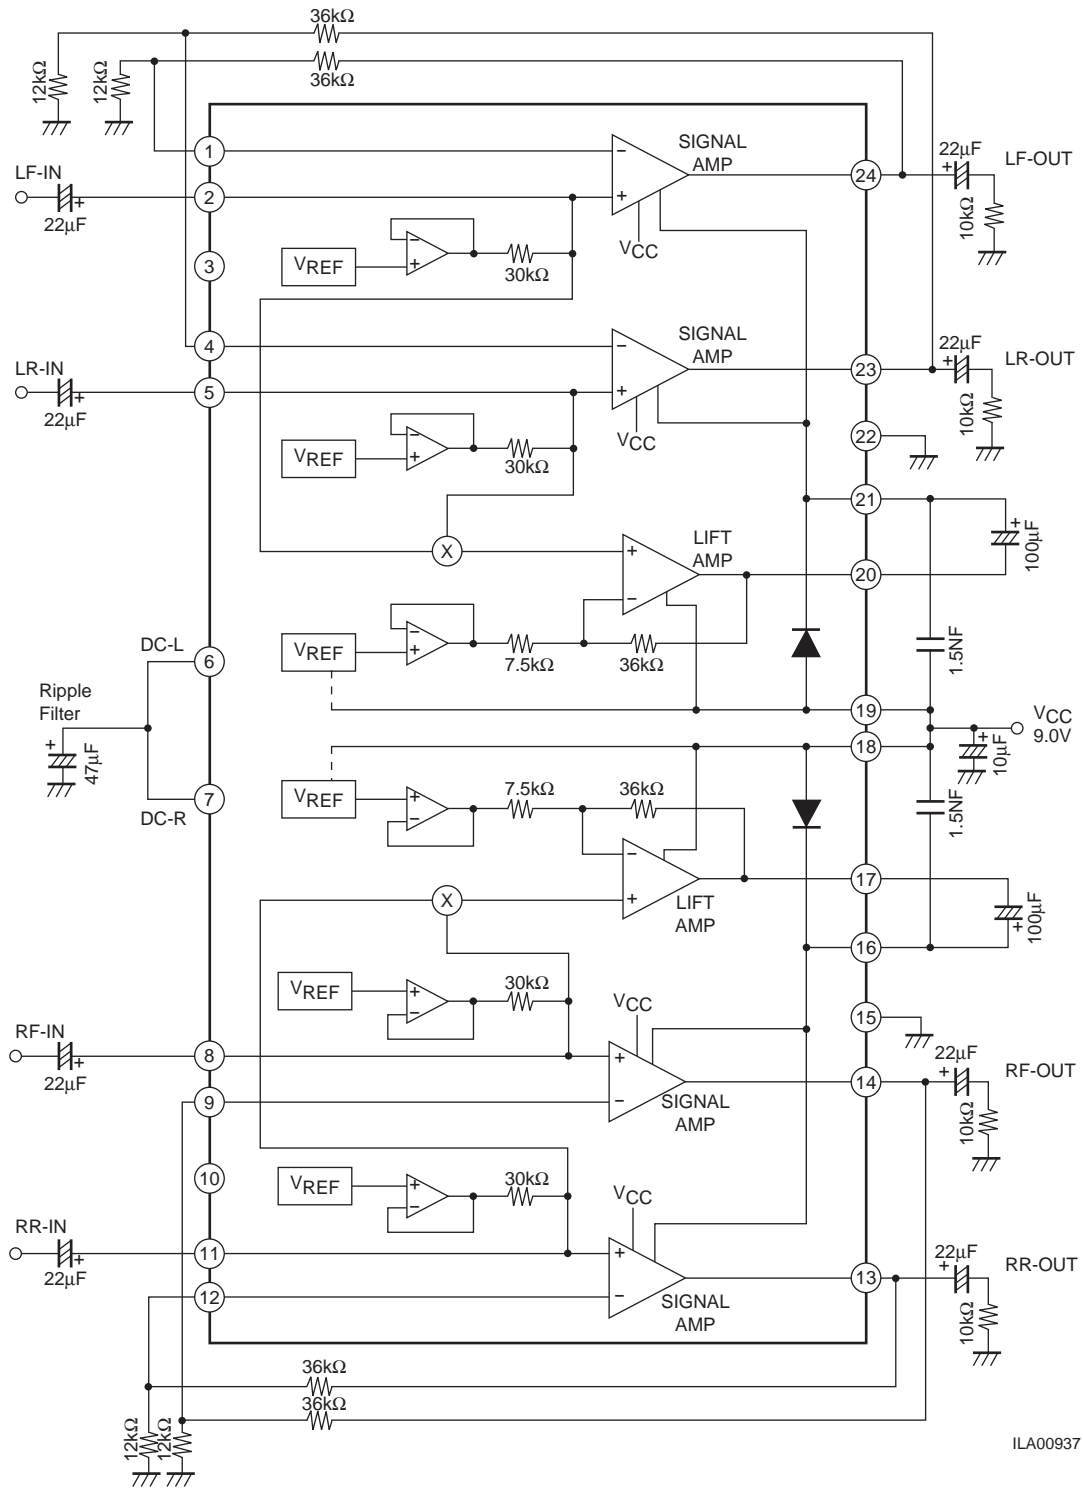 36kΩ
12kΩ
12kΩ
36kΩ
1
SIGNAL
AMP
22μF
LF-OUT
LF-IN
−
24
+
2
+
+
22μF
10kΩ
VCC
3
VREF
−
+
30kΩ
SIGNAL
AMP
22μF
LR-OUT
4
−
23
+
LR-IN
5
+
+
22μF
10kΩ
VCC
22
VREF
−
+
30kΩ
21
LIFT
AMP
+
100μF
X
+
−
20
DC-L
6
VREF
−
+
7.5kΩ
36kΩ
1.5NF
Ripple
Filter
19
VCC
9.0V
+
47μF
18
+
10μF
7
DC-R
VREF
+
−
7.5kΩ
36kΩ
1.5NF
−
+
17
X
LIFT
AMP
100μF
+
16
VREF
+
−
30kΩ
VCC
15
RF-IN
8
+
+
22μF
22μF
RF-OUT
14
+
9
−
SIGNAL
AMP
10kΩ
10
VREF
+
−
30kΩ
VCC
RR-IN
11
+
+
22μF
22μF
RR-OUT
13
+
12
−
SIGNAL
AMP
10kΩ
36kΩ
36kΩ
12kΩ
12kΩ
ILA00937